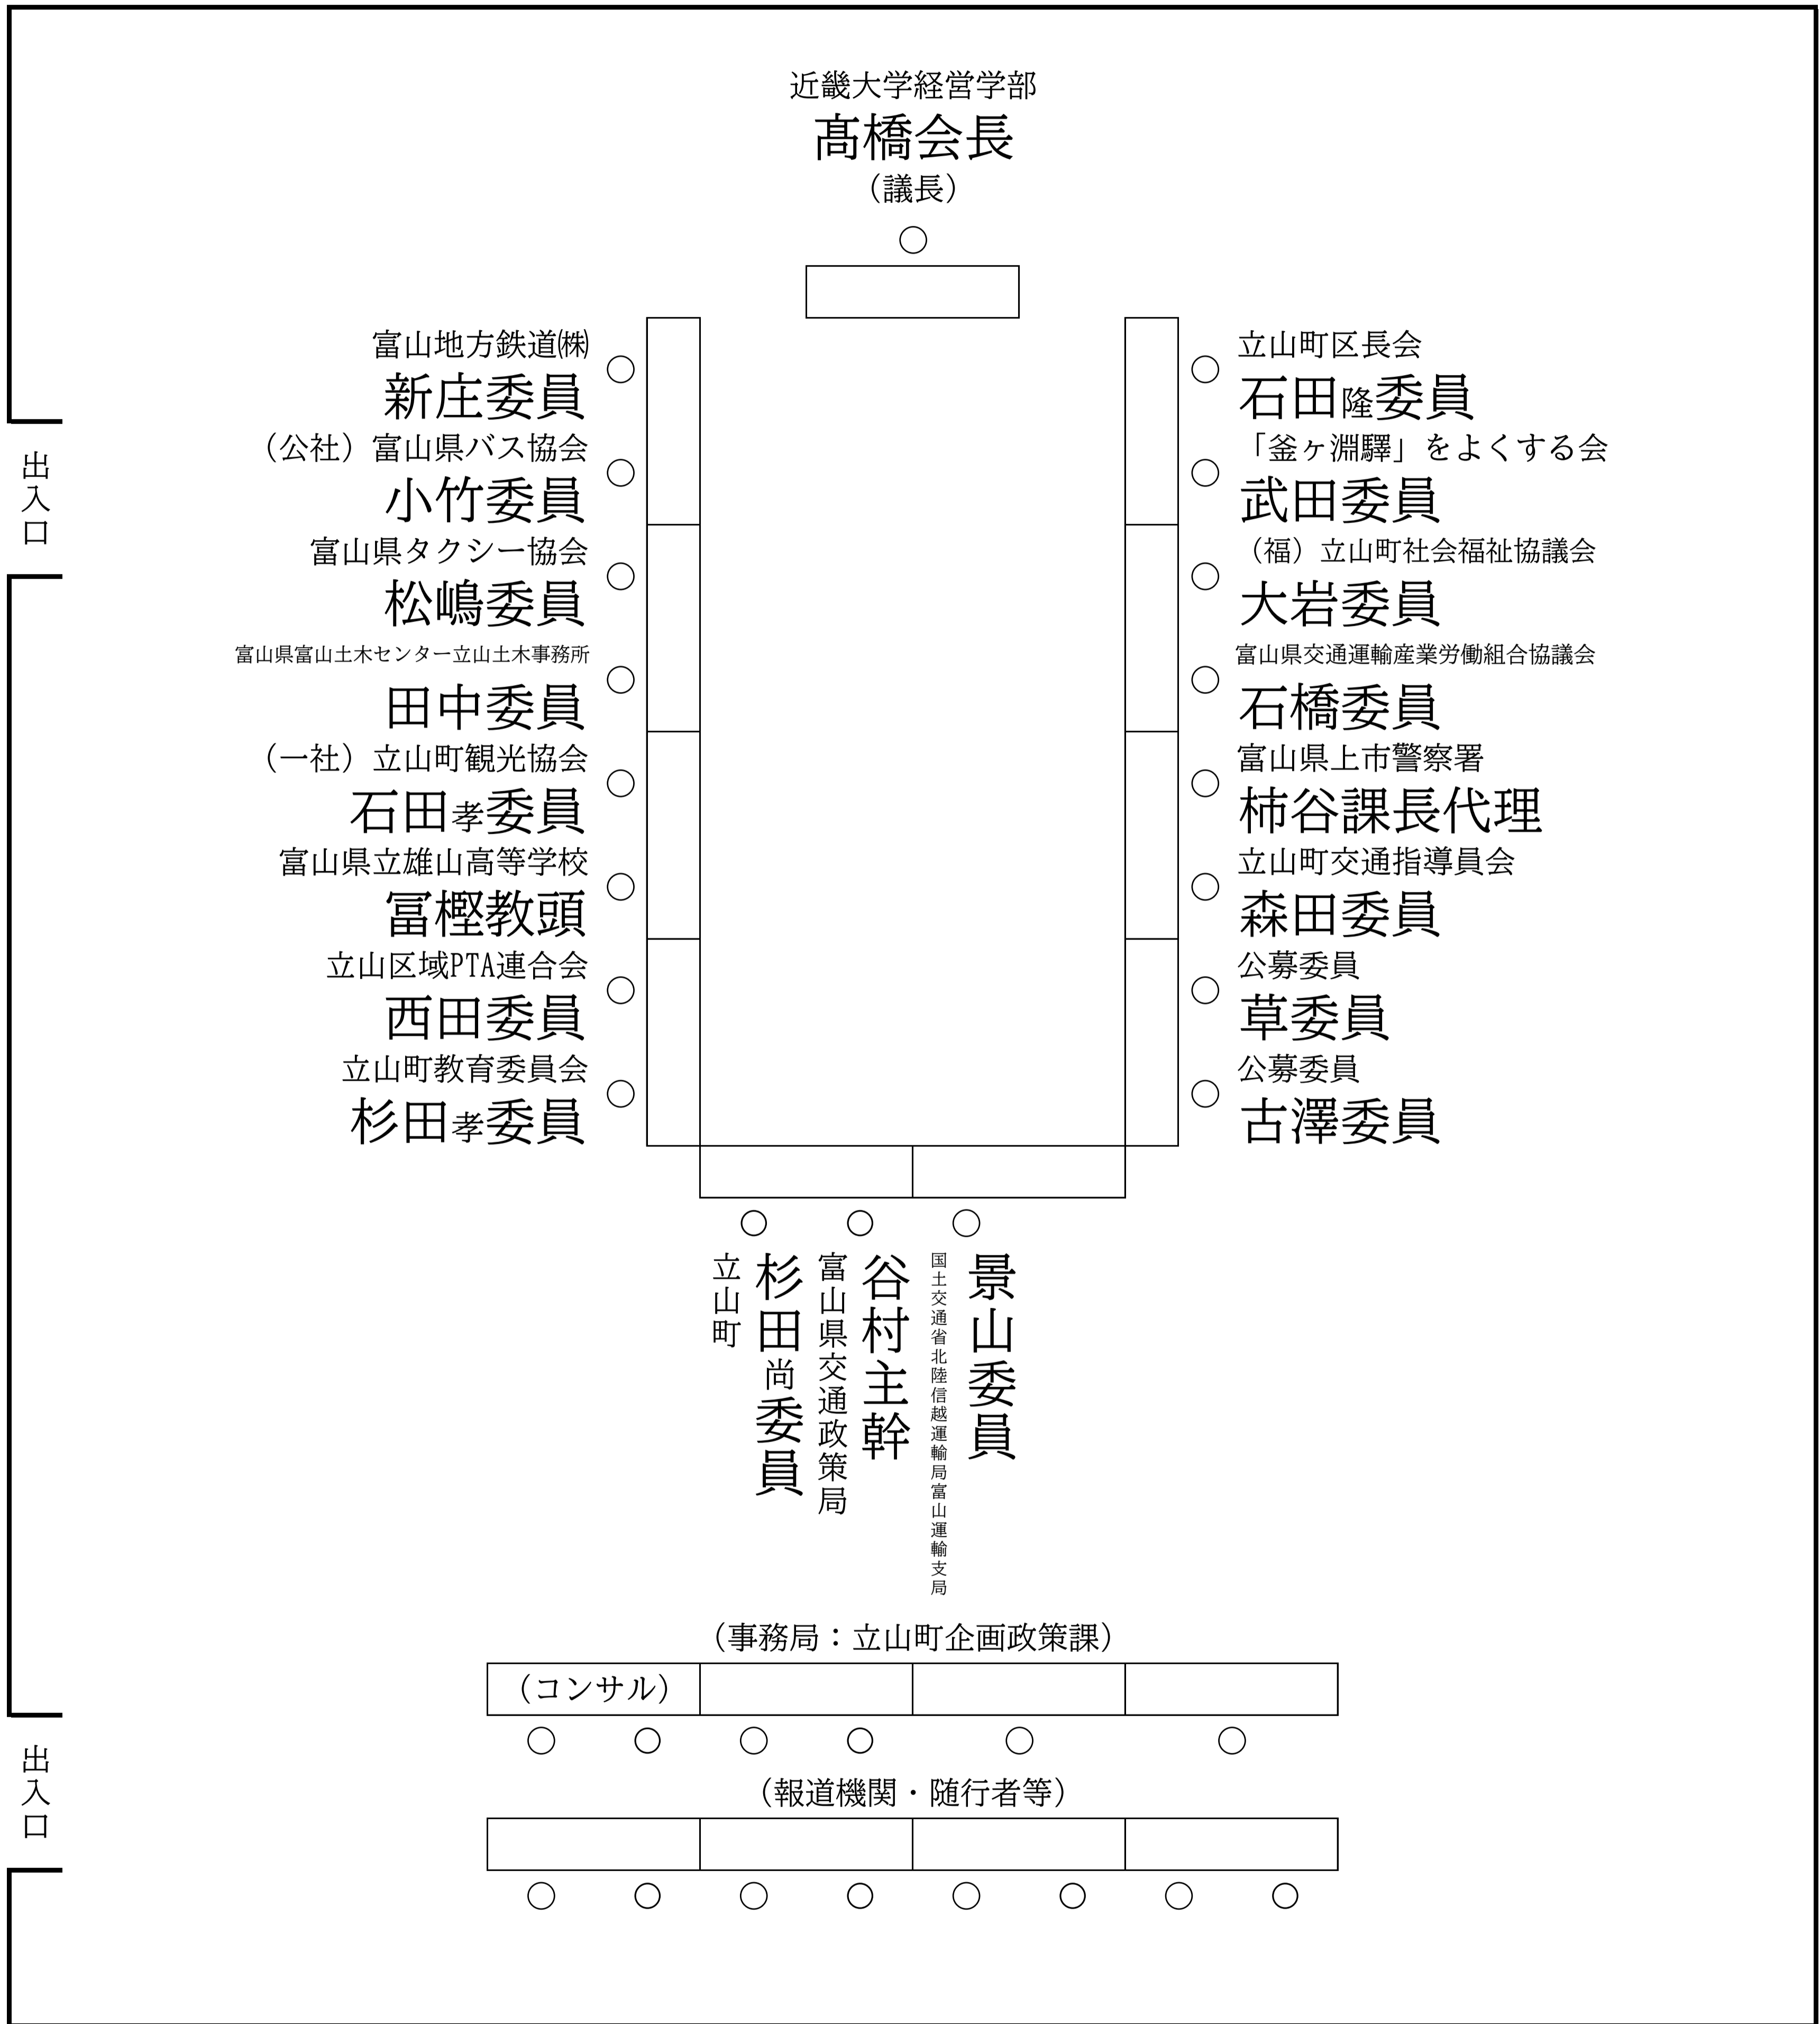 近畿大学経営学部
髙橋会長
（議長）
富山地方鉄道㈱
新庄委員
（公社）富山県バス協会
小竹委員
富山県タクシー協会
松嶋委員
富山県富山土木センター立山土木事務所
田中委員
（一社）立山町観光協会
石田孝委員
富山県立雄山高等学校
冨樫教頭
立山区域PTA連合会
西田委員
立山町教育委員会
杉田孝委員
立山町区長会
石田隆委員
「釜ヶ淵驛」をよくする会
武田委員
（福）立山町社会福祉協議会
大岩委員
富山県交通運輸産業労働組合協議会
石橋委員
富山県上市警察署
柿谷課長代理
立山町交通指導員会
森田委員
公募委員
草委員
公募委員
古澤委員
出入口
立山町
杉田尚委員
富山県交通政策局
谷村主幹
国土交通省北陸信越運輸局富山運輸支局
景山委員
（事務局：立山町企画政策課）
（コンサル）
出入口
（報道機関・随行者等）